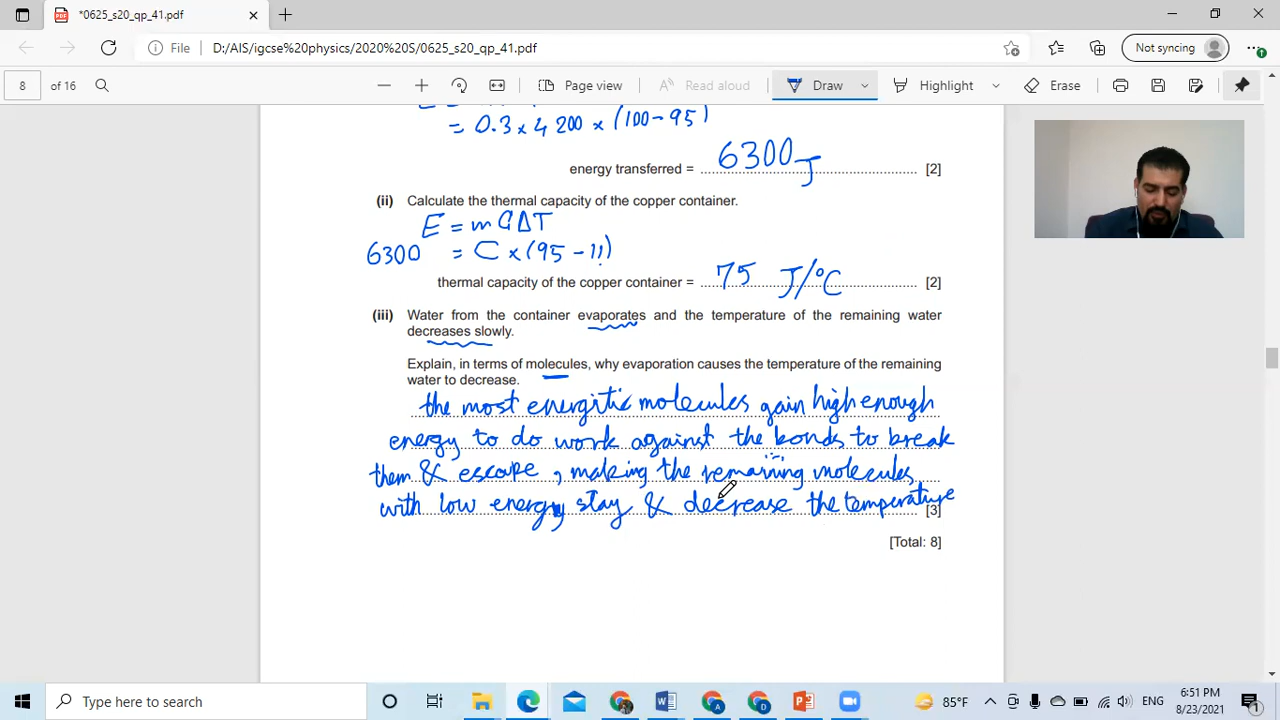 *0625_s20_qp_41.pdf
File D:/AIS/igcse%20physics/2020%20S/0625_s20_qp_41.pdf
Not syncing
8 of 16
Page view
Read aloud
Draw
Highlight
Erase
= 0.3 × 4 200 × (100 - 95)
energy transferred = 6300 J [2]
(ii) Calculate the thermal capacity of the copper container.
E = m C Δ T
6300 = C × (95 - 11)
thermal capacity of the copper container = 75 J/°C [2]
(iii) Water from the container evaporates and the temperature of the remaining water
decreases slowly.
Explain, in terms of molecules, why evaporation causes the temperature of the remaining
water to decrease.
the most energitic molecules gain high enough
energy to do work against the bonds to break
them & escape, making the remaining molecules
with low energy stay & decrease the temperature
[3]
[Total: 8]
Type here to search
85°F
ENG
6:51 PM
8/23/2021